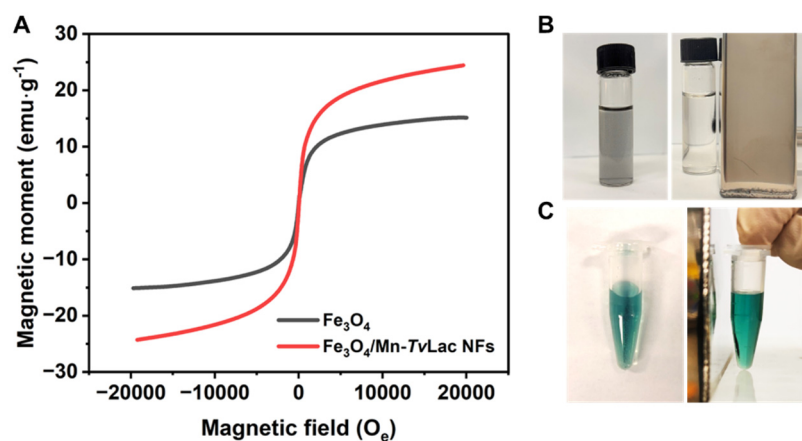 A
Magnetic moment (emu·g⁻¹)
30
20
10
0
−10
−20
−30
−20000 −10000 0 10000 20000
Magnetic field (Oₑ)
Fe₃O₄
Fe₃O₄/Mn-TvLac NFs
B
C